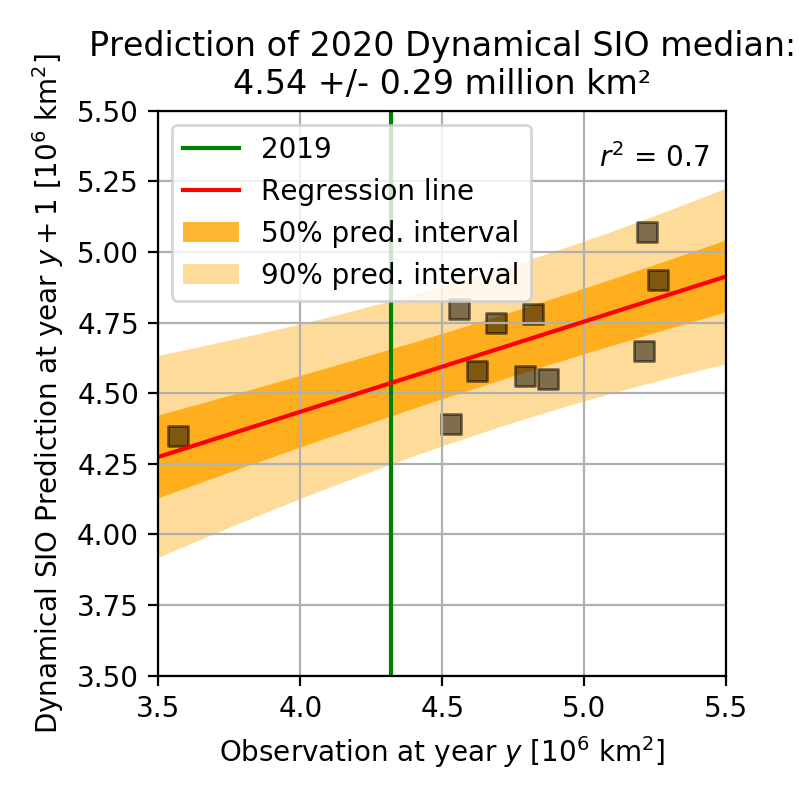 Prediction of 2020 Dynamical SIO median:
4.54 +/- 0.29 million km²
Dynamical SIO Prediction at year y + 1 [10⁶ km²]
5.50
5.25
5.00
4.75
4.50
4.25
4.00
3.75
3.50
2019
Regression line
50% pred. interval
90% pred. interval
r² = 0.7
3.5 4.0 4.5 5.0 5.5
Observation at year y [10⁶ km²]